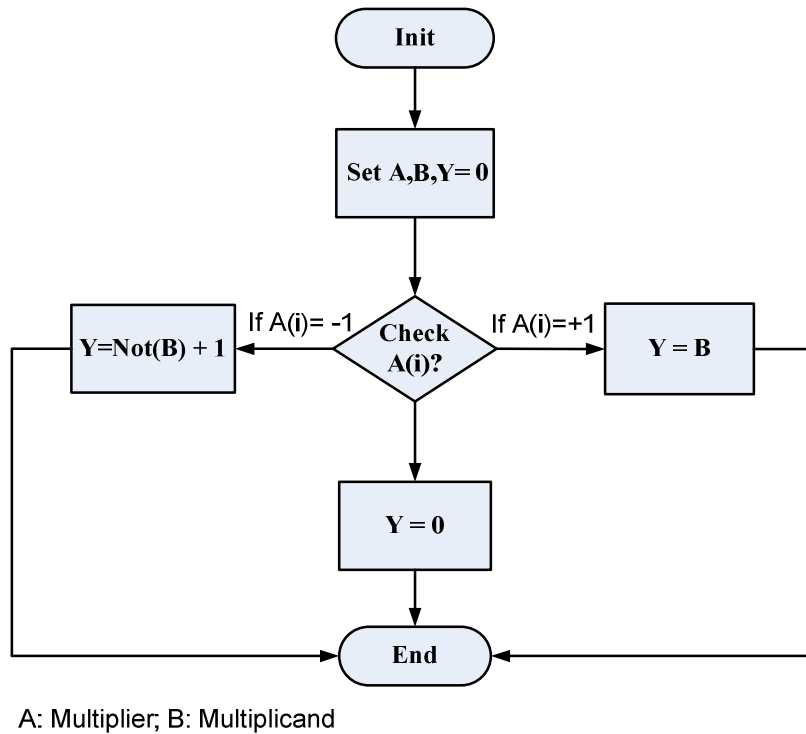 Init
Set A,B,Y= 0
If A(i)= -1
Check
A(i)?
If A(i)=+1
Y=Not(B) + 1
Y = B
Y = 0
End
A: Multiplier; B: Multiplicand